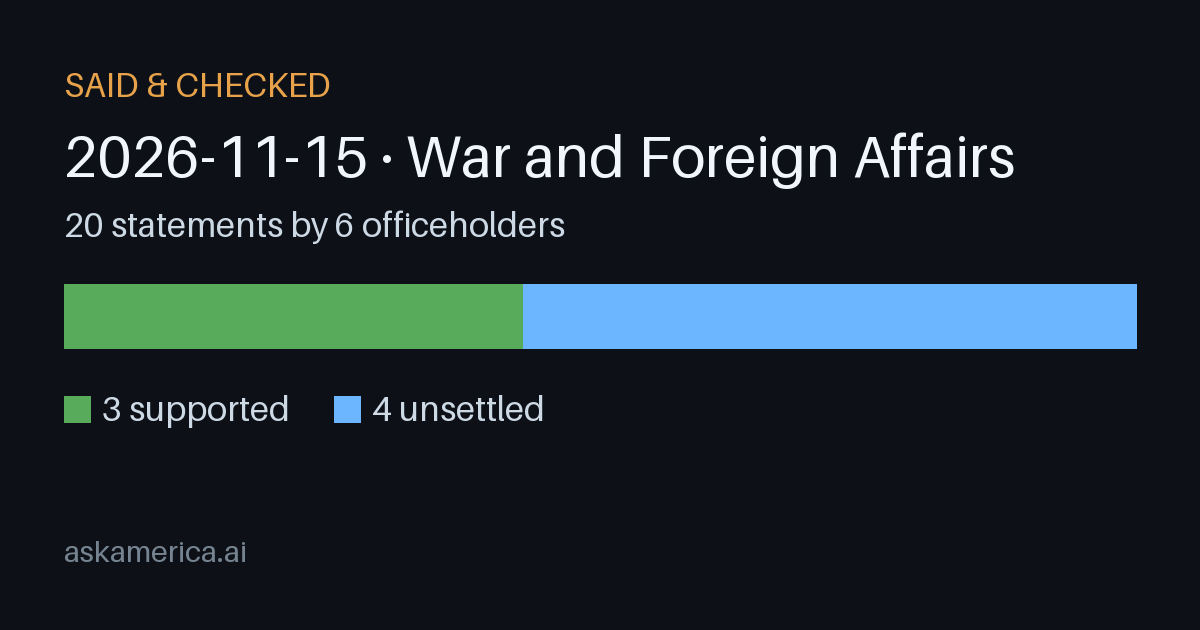 SAID & CHECKED
2026-11-15 · War and Foreign Affairs
20 statements by 6 officeholders
3 supported 4 unsettled
askamerica.ai